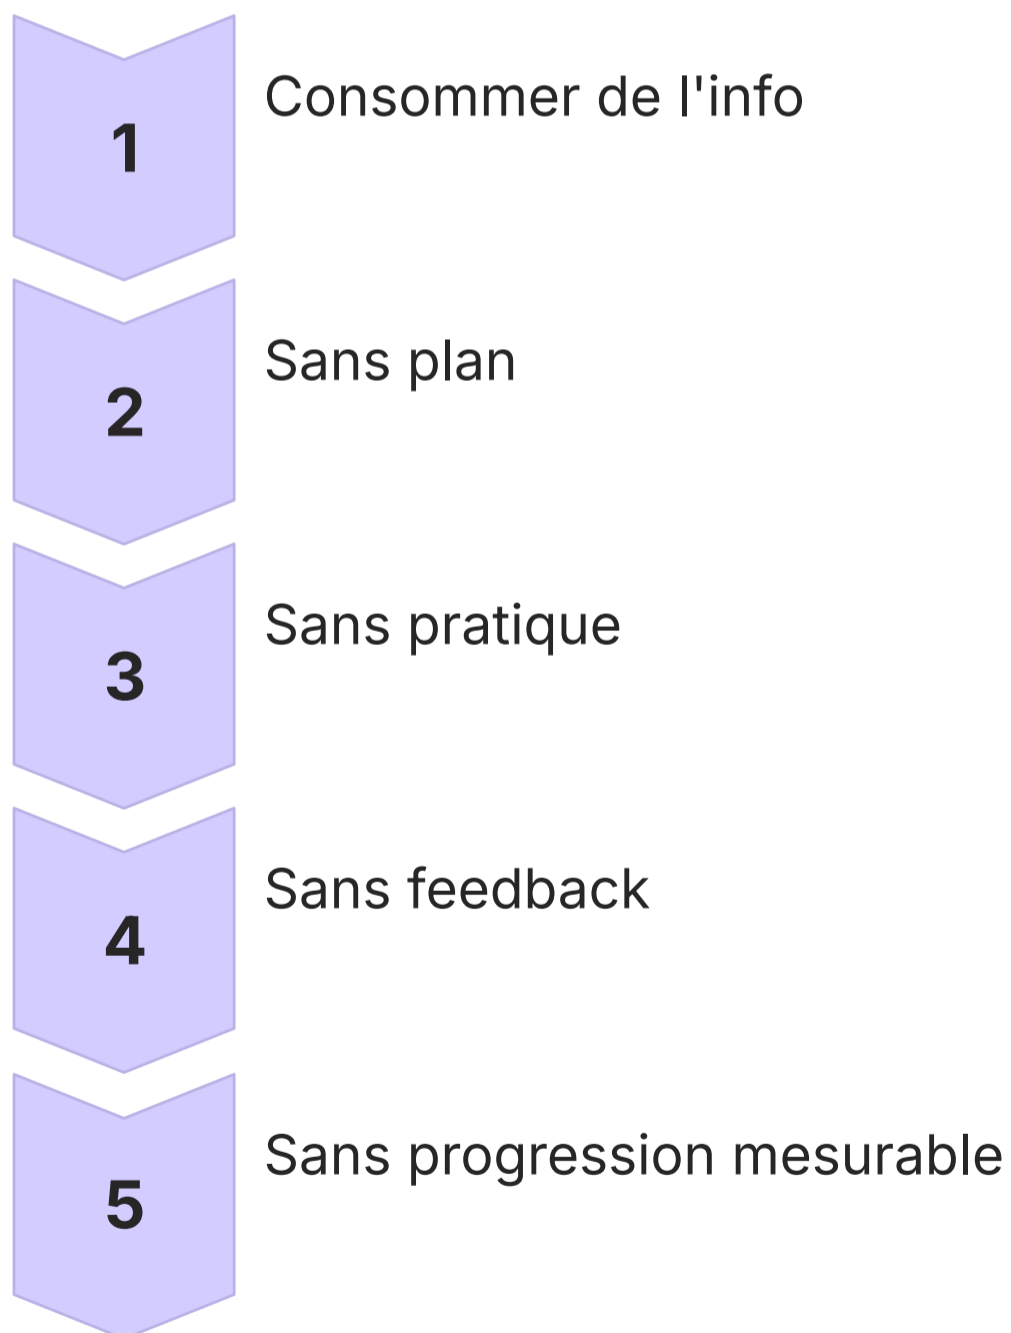 1
Consommer de l'info
2
Sans plan
3
Sans pratique
4
Sans feedback
5
Sans progression mesurable